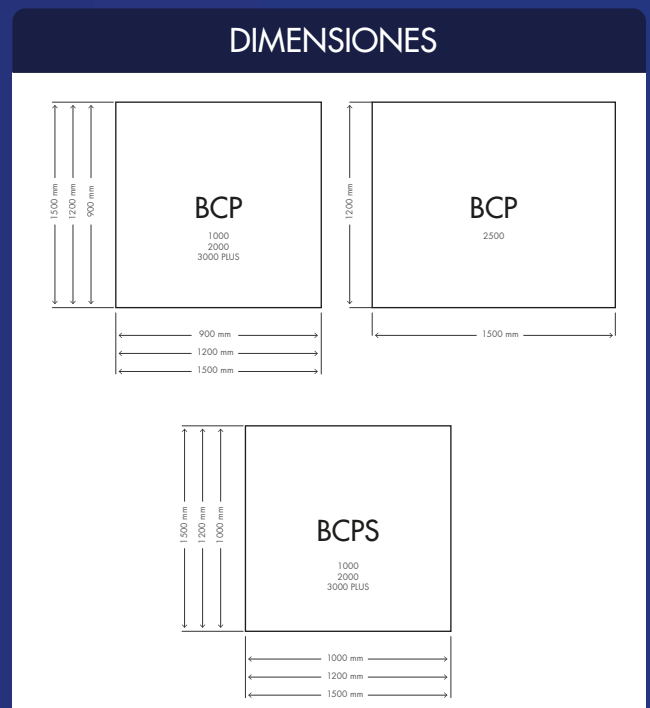 DIMENSIONES
1500 mm
1200 mm
900 mm
BCP
1000
2000
3000 PLUS
900 mm
1200 mm
1500 mm
1200 mm
BCP
2500
1500 mm
1500 mm
1200 mm
1000 mm
BCPS
1000
2000
3000 PLUS
1000 mm
1200 mm
1500 mm